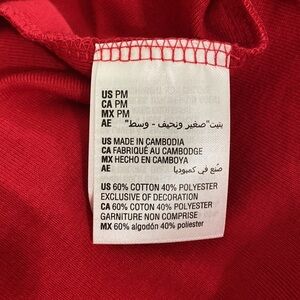 US PM
CA PM
MX PM
AE "بتيت"صغير ونحيف - وسط
US MADE IN CAMBODIA
CA FABRIQUÉ AU CAMBODGE
MX HECHO EN CAMBOYA
AE صنع في كمبوديا
US 60% COTTON 40% POLYESTER
EXCLUSIVE OF DECORATION
CA 60% COTON 40% POLYESTER
GARNITURE NON COMPRISE
MX 60% algodón 40% poliester